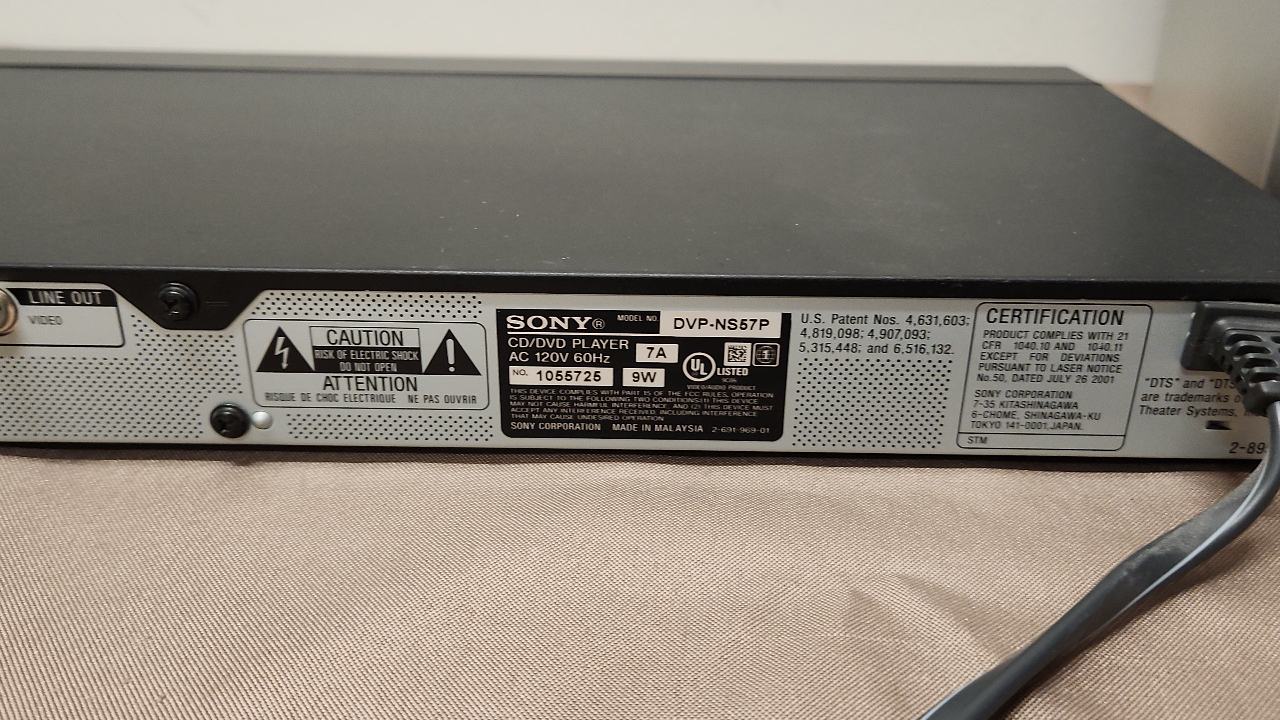 LINE OUT
VIDEO
CAUTION
RISK OF ELECTRIC SHOCK
DO NOT OPEN
ATTENTION
RISQUE DE CHOC ELECTRIQUE NE PAS OUVRIR
SONY® MODEL NO. DVP-NS57P
CD/DVD PLAYER
AC 120V 60Hz 7A
NO. 1055725 9W
UL LISTED
VIDEO/AUDIO PRODUCT
THIS DEVICE COMPLIES WITH PART 15 OF THE FCC RULES, OPERATION
IS SUBJECT TO THE FOLLOWING TWO CONDITIONS:(1) THIS DEVICE
MAY NOT CAUSE HARMFUL INTERFERENCE, AND (2) THIS DEVICE MUST
ACCEPT ANY INTERFERENCE RECEIVED INCLUDING INTERFERENCE
THAT MAY CAUSE UNDESIRED OPERATION.
SONY CORPORATION MADE IN MALAYSIA 2-691-969-01
U.S. Patent Nos. 4,631,603;
4,819,098; 4,907,093;
5,315,448; and 6,516,132.
CERTIFICATION
PRODUCT COMPLIES WITH 21
CFR 1040.10 AND 1040.11
EXCEPT FOR DEVIATIONS
PURSUANT TO LASER NOTICE
No.50, DATED JULY 26 2001
SONY CORPORATION
7-35 KITASHINAGAWA
6-CHOME, SHINAGAWA-KU
TOKYO 141-0001,JAPAN.
STM
"DTS" and "DTS
are trademarks o
Theater Systems,
2-89